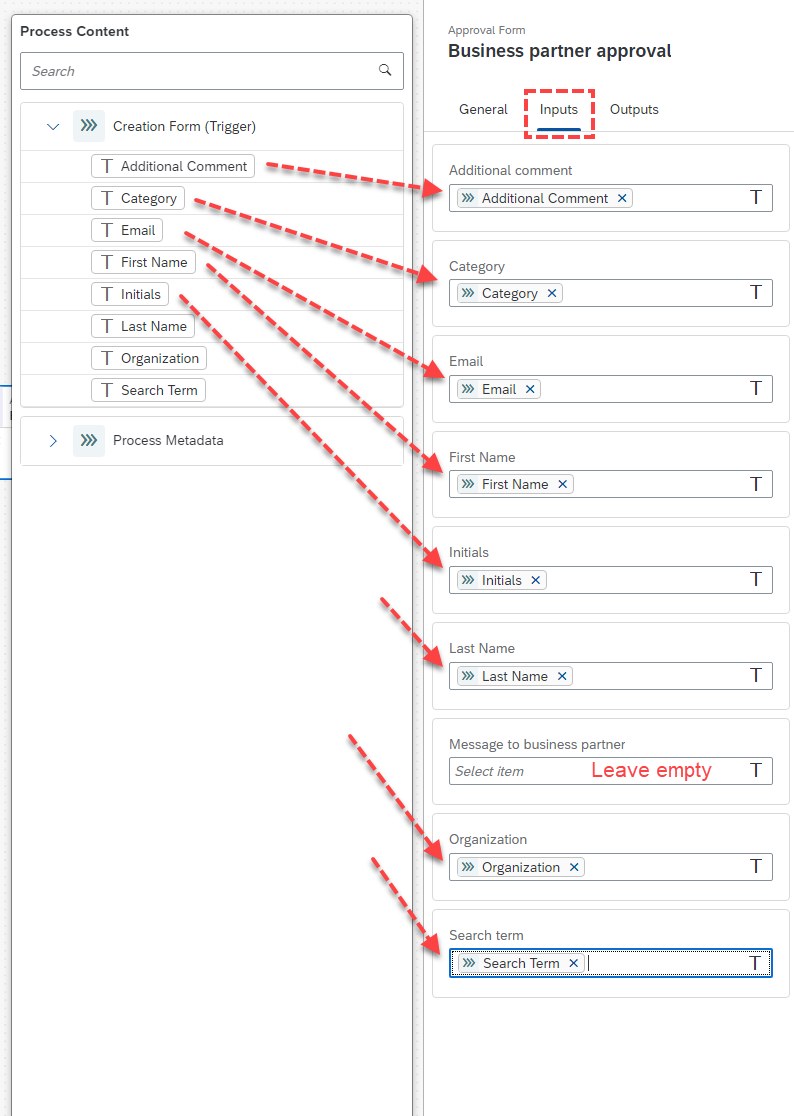 Process Content
Search
Creation Form (Trigger)
T Additional Comment
T Category
T Email
T First Name
T Initials
T Last Name
T Organization
T Search Term
Process Metadata
Approval Form
Business partner approval
General Inputs Outputs
Additional comment
Additional Comment × T
Category
Category × T
Email
Email × T
First Name
First Name × T
Initials
Initials × T
Last Name
Last Name × T
Message to business partner
Select item Leave empty T
Organization
Organization × T
Search term
Search Term × T